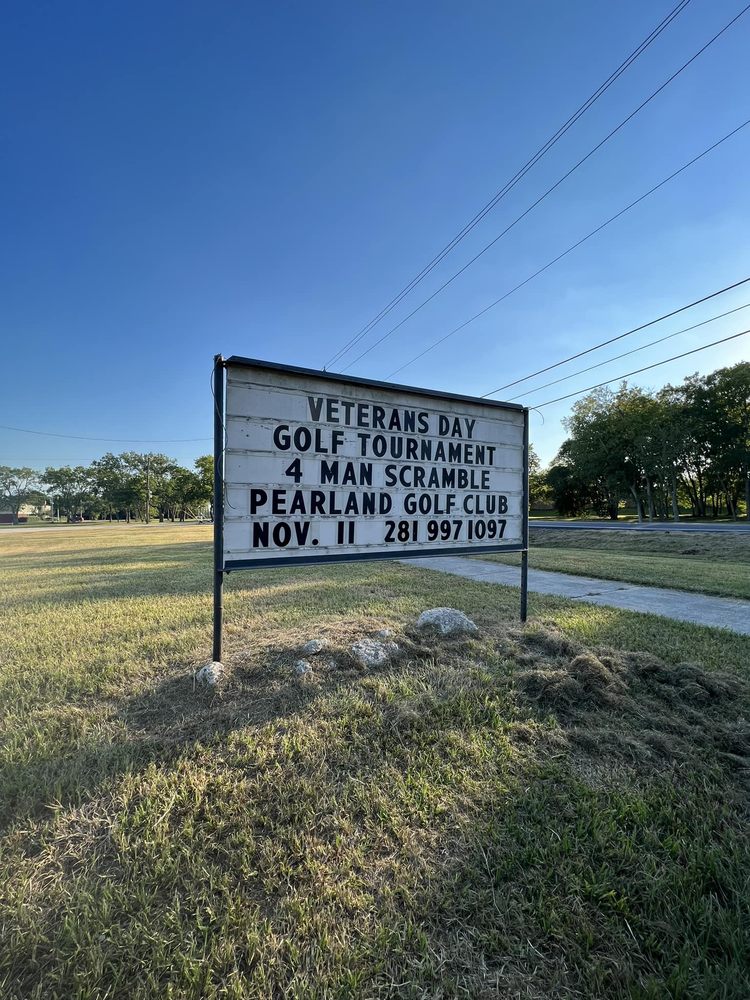 VETERANS DAY
GOLF TOURNAMENT
4 MAN SCRAMBLE
PEARLAND GOLF CLUB
NOV. 11 281 997 1097